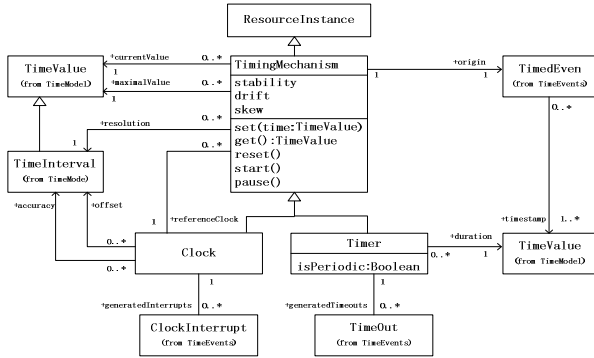 ResourceInstance
TimeValue
(from TimeModel)
+currentValue
0..*
1
+maximalValue
0..*
1
TimingMechanism
stability
drift
skew
set(time:TimeValue)
get():TimeValue
reset()
start()
pause()
1
+origin
1
TimedEven
(from TimeEvents)
0..*
+resolution
0..*
1
0..*
TimeInterval
(from TimeMode)
+accuracy
+offset
1
+referenceClock
+timestamp
1..*
0..*
0..*
Clock
Timer
isPeriodic:Boolean
+duration
0..*
1
TimeValue
(from TimeModel)
1
+generatedInterrupts
0..*
1
+generatedTimeouts
0..*
ClockInterrupt
(from TimeEvents)
TimeOut
(from TimeEvents)